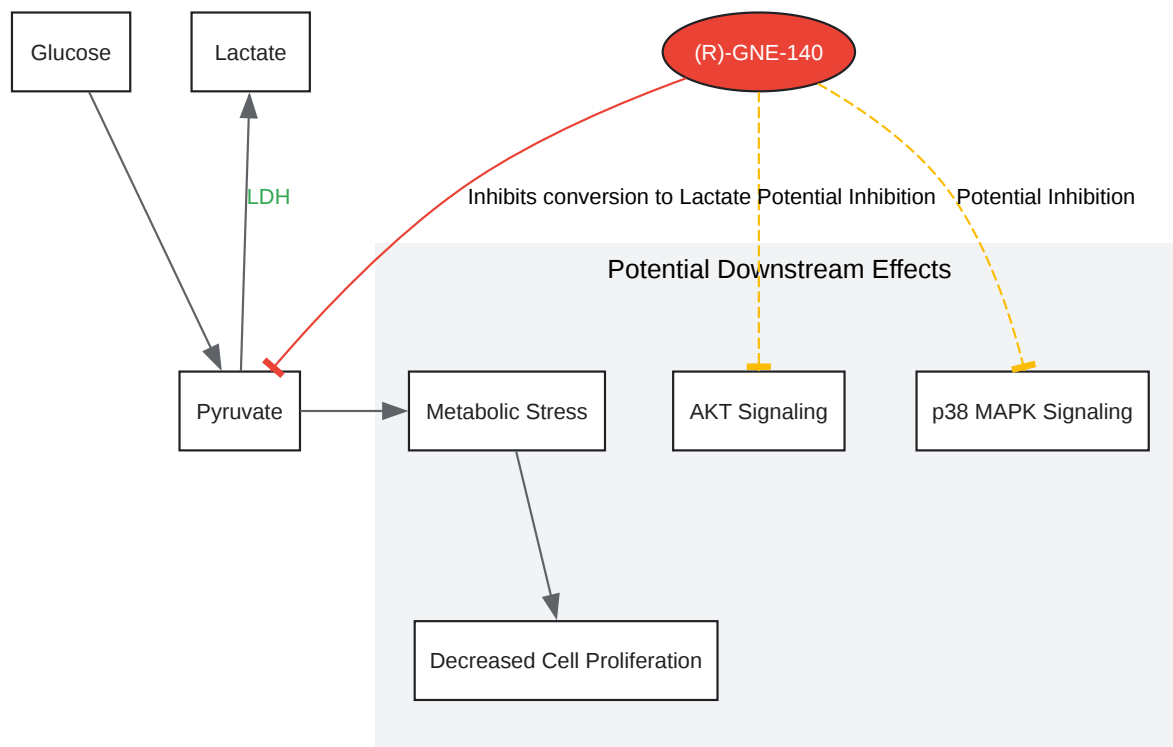 Glucose
Lactate
(R)-GNE-140
LDH
Inhibits conversion to Lactate
Potential Inhibition
Potential Inhibition
Potential Downstream Effects
Pyruvate
Metabolic Stress
AKT Signaling
p38 MAPK Signaling
Decreased Cell Proliferation